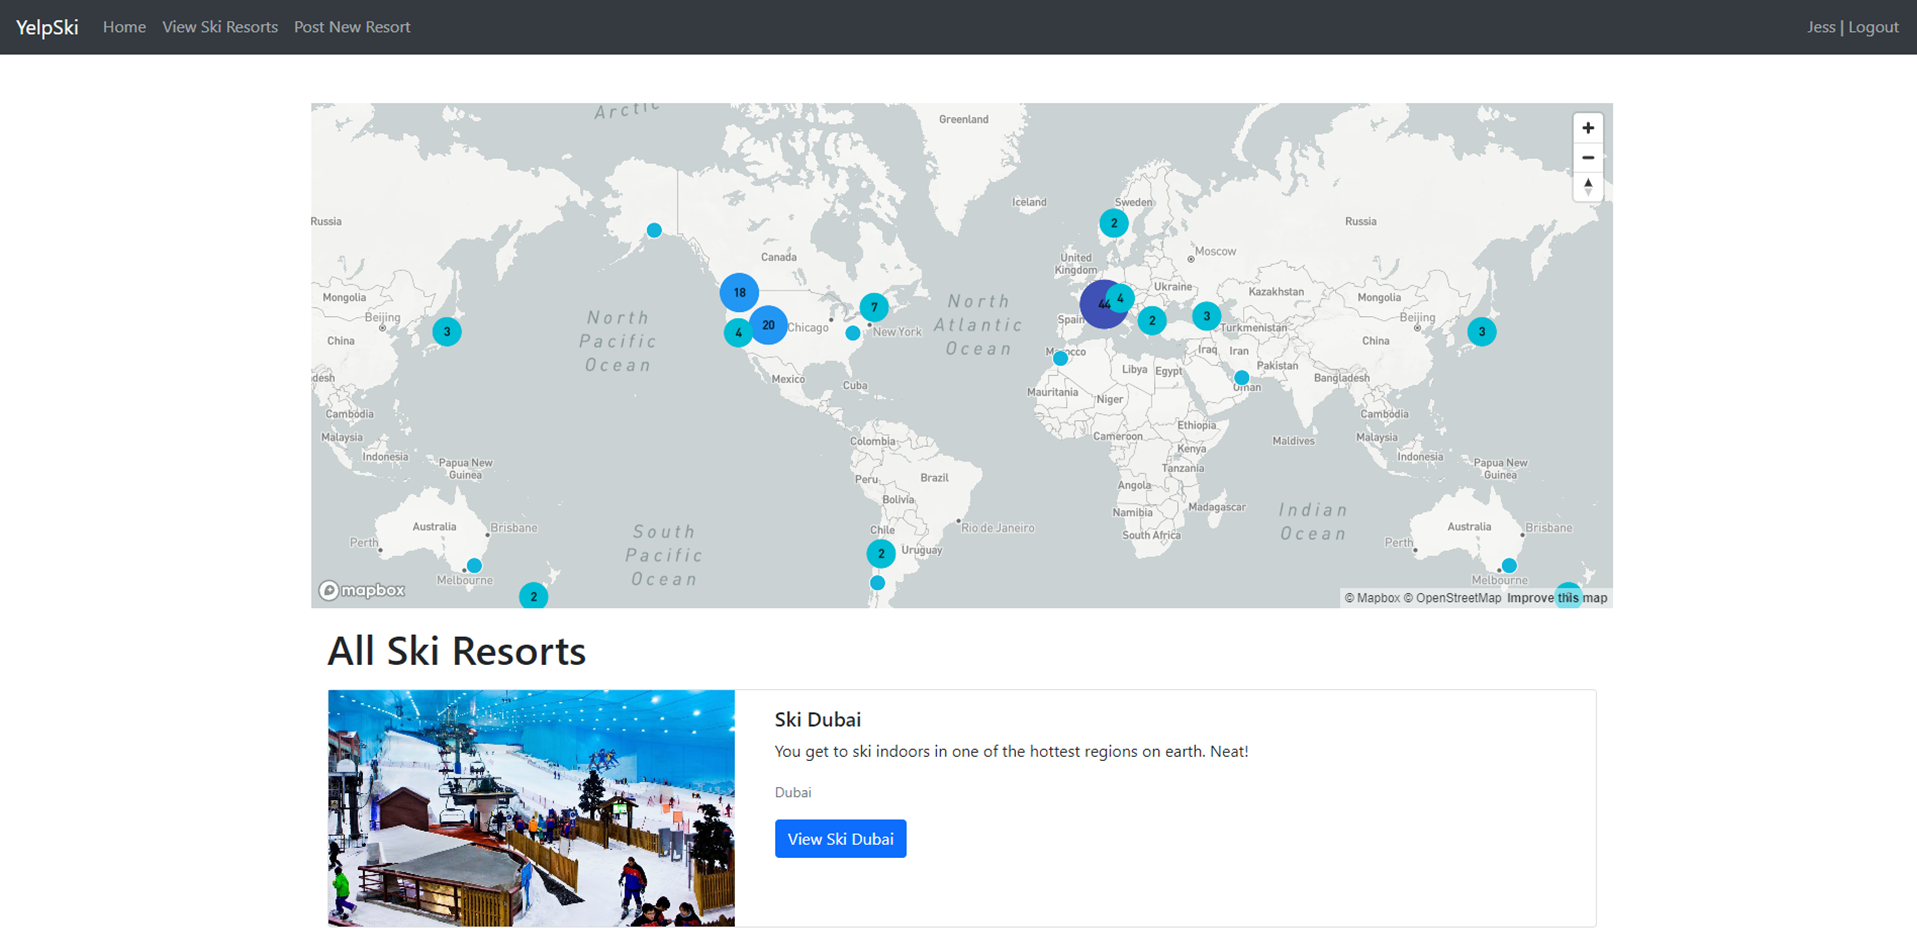 YelpSki Home View Ski Resorts Post New Resort Jess | Logout
Arctic
Greenland
Iceland
Sweden
Russia
Russia
Moscow
Canada
United
Kingdom
Ukraine
Kazakhstan
Mongolia
Mongolia
Beijing
Beijing
China
China
North
Pacific
Ocean
Chicago
New York
North
Atlantic
Ocean
Spain
Turkmenistan
Morocco
Iraq
Iran
Pakistan
Libya
Egypt
Oman
Bangladesh
desh
Mexico
Cuba
Mauritania
Niger
Cambodia
Cambodia
Malaysia
Malaysia
Indonesia
Indonesia
Papua New
Guinea
Papua New
Guinea
Colombia
Peru
Brazil
Bolivia
Chile
Rio de Janeiro
Uruguay
Cameroon
Ethiopia
Kenya
Tanzania
Angola
Namibia
Madagascar
South Africa
Maldives
Indian
Ocean
South
Pacific
Ocean
Australia
Australia
Brisbane
Brisbane
Perth
Perth
Melbourne
Melbourne
2
18
7
44
4
20
4
2
3
3
3
2
2
mapbox
© Mapbox © OpenStreetMap Improve this map
All Ski Resorts
Ski Dubai
You get to ski indoors in one of the hottest regions on earth. Neat!
Dubai
View Ski Dubai